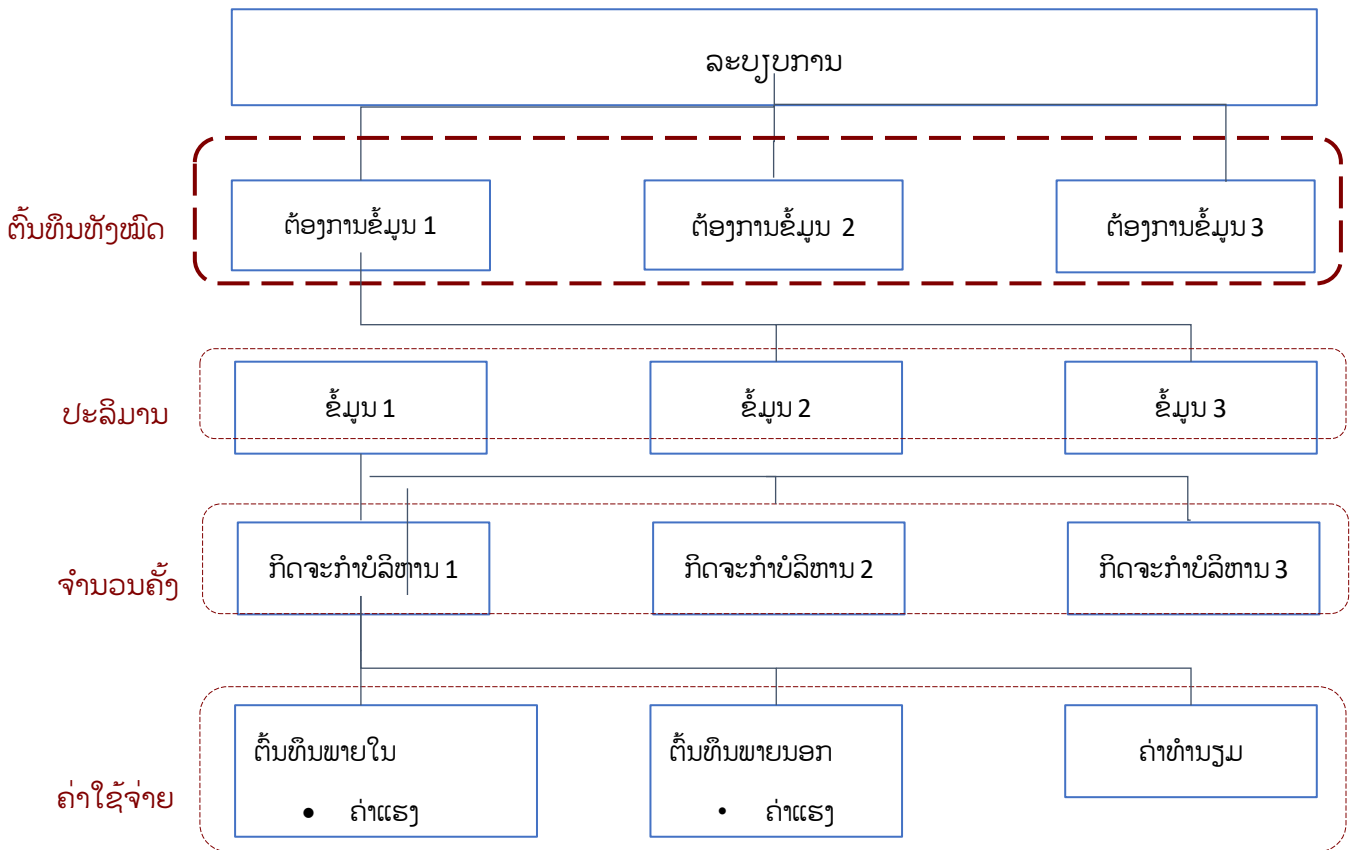 ລະບຽບການ
ຕົ້ນທຶນທັງໝົດ
ຕ້ອງການຂໍ້ມູນ 1
ຕ້ອງການຂໍ້ມູນ 2
ຕ້ອງການຂໍ້ມູນ 3
ປະລິມານ
ຂໍ້ມູນ 1
ຂໍ້ມູນ 2
ຂໍ້ມູນ 3
ຈຳນວນຄັ້ງ
ກິດຈະກຳບໍລິຫານ 1
ກິດຈະກຳບໍລິຫານ 2
ກິດຈະກຳບໍລິຫານ 3
ຄ່າໃຊ້ຈ່າຍ
ຕົ້ນທຶນພາຍໃນ
• ຄ່າແຮງ
ຕົ້ນທຶນພາຍນອກ
• ຄ່າແຮງ
ຄ່າທຳນຽມ